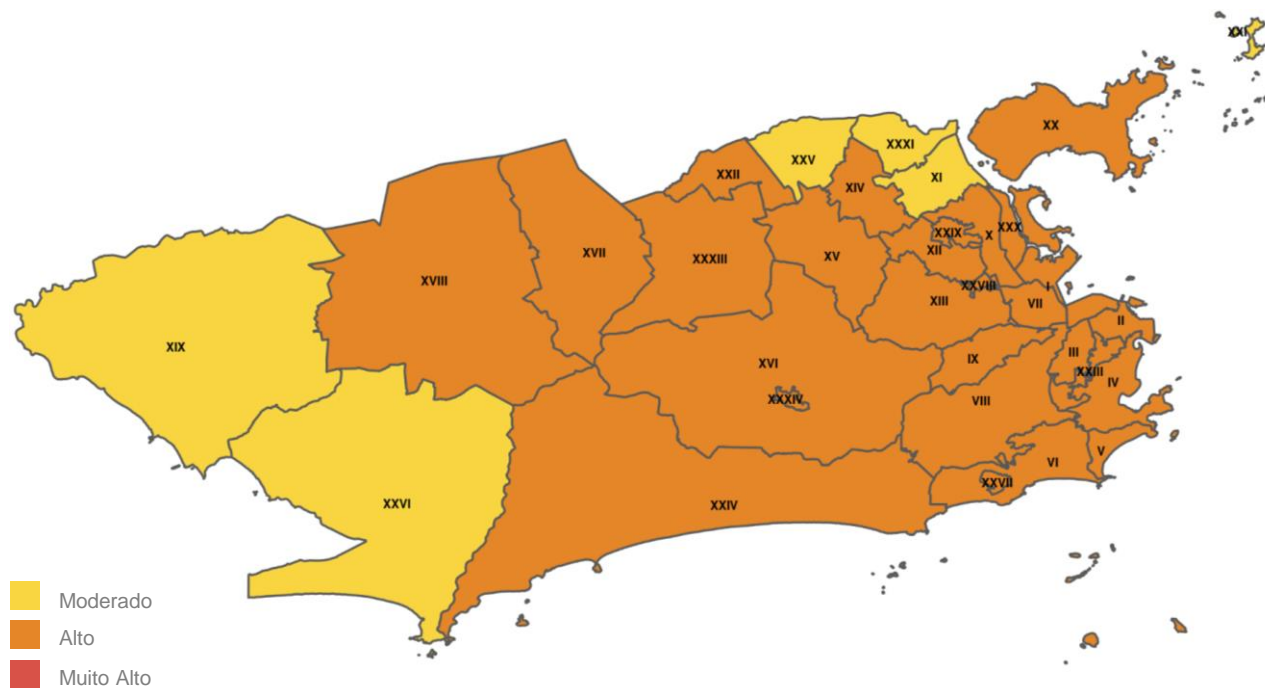 XXI
XX
XXXI
XXV
XI
XXII
XIV
XXIX
X
XXX
XII
XV
XVII
XXXIII
XVIII
XXVIII
I
XIII
VII
II
XIX
IX
III
XVI
XXIII
IV
XXXIV
VIII
V
VI
XXVII
XXVI
XXIV
Moderado
Alto
Muito Alto